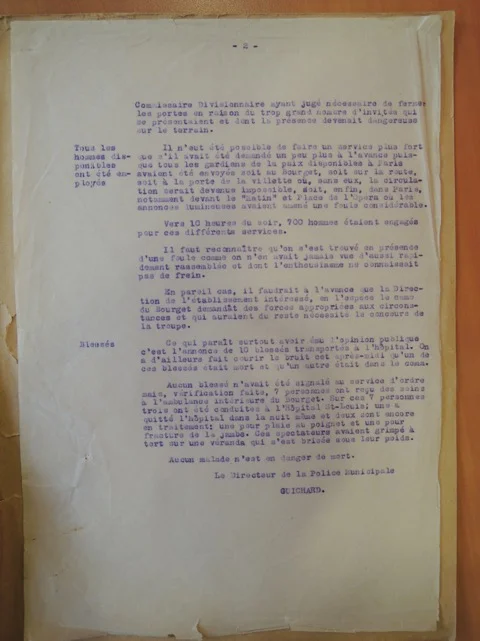 - 2 -
Commissaire Divisionnaire ayant jugé nécessaire de fermer
les portes en raison du trop grand nombre d'invités qui
se présentaient et dont la présence devenait dangereuse
sur le terrain.
Tous les
hommes dis-
ponibles
ont été em-
ployés
Il n'eut été possible de faire un service plus fort
que s'il avait été demandé un peu plus à l'avance puis-
que tous les gardiens de la paix disponibles à Paris
avaient été envoyés soit au Bourget, soit sur la route,
soit à la porte de la Villette où, sans eux, la circula-
tion serait devenue impossible, soit, enfin, dans Paris,
notamment devant le "Matin" et Place de l'Opéra où les
annonces lumineuses avaient amené une foule considérable.
Vers 10 heures du soir, 700 hommes étaient engagés
pour ces différents services.
Il faut reconnaître qu'on s'est trouvé en présence
d'une foule comme on n'en avait jamais vue d'aussi rapi-
dement rassemblée et dont l'enthousiasme ne connaissait
pas de frein.
En pareil cas, il faudrait à l'avance que la Direc-
tion de l'établissement intéressé, en l'espèce le camp
du Bourget demandât des forces appropriées aux circons-
tances et qui auraient du reste nécessité le concours de
la troupe.
Blessés
Ce qui paraît surtout avoir ému l'opinion publique
c'est l'annonce de 10 blessés transportés à l'hôpital. On
a d'ailleurs fait courir le bruit cet après-midi qu'un de
ces blessés était mort et qu'un autre était dans le coma.
Aucun blessé n'avait été signalé au service d'ordre
mais, vérification faite, 7 personnes ont reçu des soins
à l'ambulance intérieure du Bourget. Sur ces 7 personnes
trois ont été conduites à l'Hôpital St-Louis; une a
quitté l'hôpital dans la nuit même et deux sont encore
en traitement; une pour plaie au poignet et une pour
fracture de la jambe. Ces spectateurs avaient grimpé à
tort sur une véranda qui s'est brisée sous leur poids.
Aucun malade n'est en danger de mort.
Le Directeur de la Police Municipale
GUICHARD.